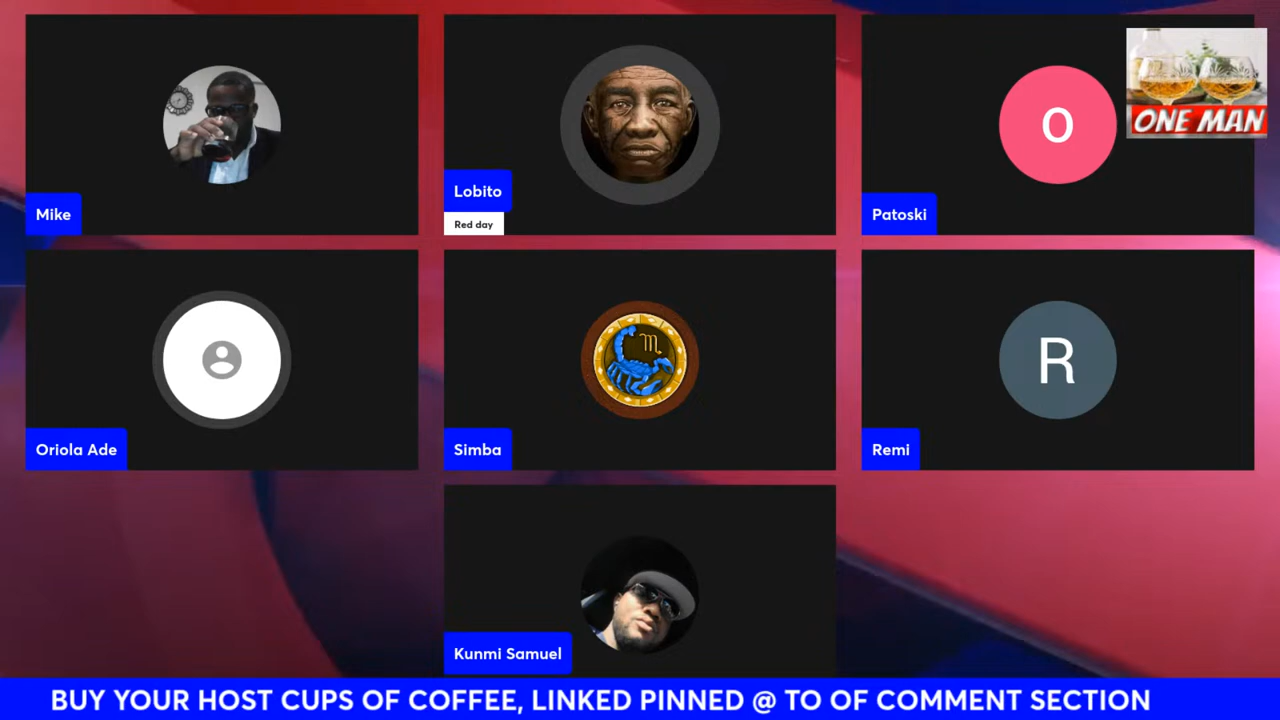 O
ONE MAN
Mike
Lobito
Red day
Patoski
R
Oriola Ade
Simba
Remi
Kunmi Samuel
BUY YOUR HOST CUPS OF COFFEE, LINKED PINNED @ TO OF COMMENT SECTION